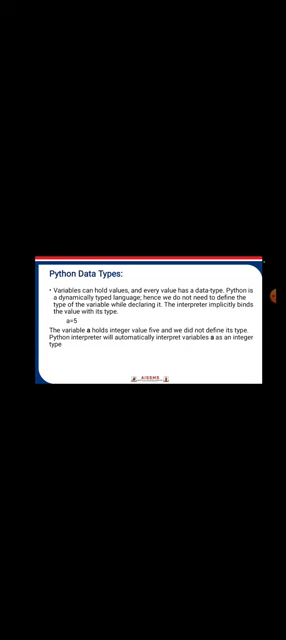 Python Data Types:
• Variables can hold values, and every value has a data-type. Python is
a dynamically typed language; hence we do not need to define the
type of the variable while declaring it. The interpreter implicitly binds
the value with its type.
a=5
The variable a holds integer value five and we did not define its type.
Python interpreter will automatically interpret variables a as an integer
type
AISSMS